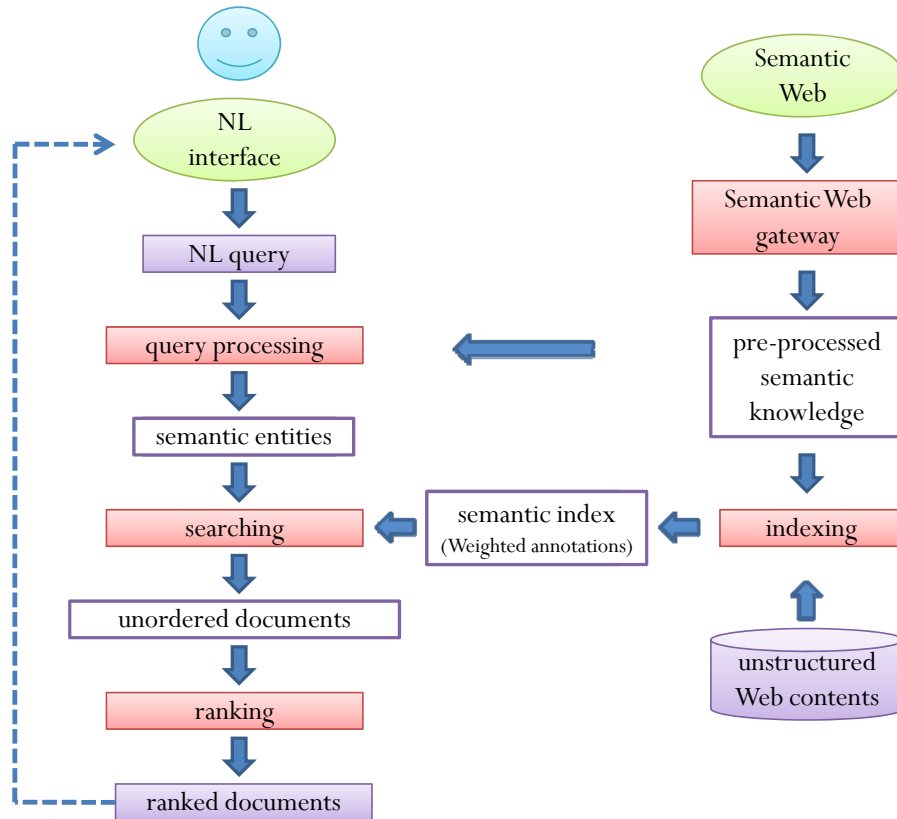 NL
interface
NL query
query processing
semantic entities
searching
unordered documents
ranking
ranked documents
semantic index
(Weighted annotations)
Semantic
Web
Semantic Web
gateway
pre-processed
semantic
knowledge
indexing
unstructured
Web contents